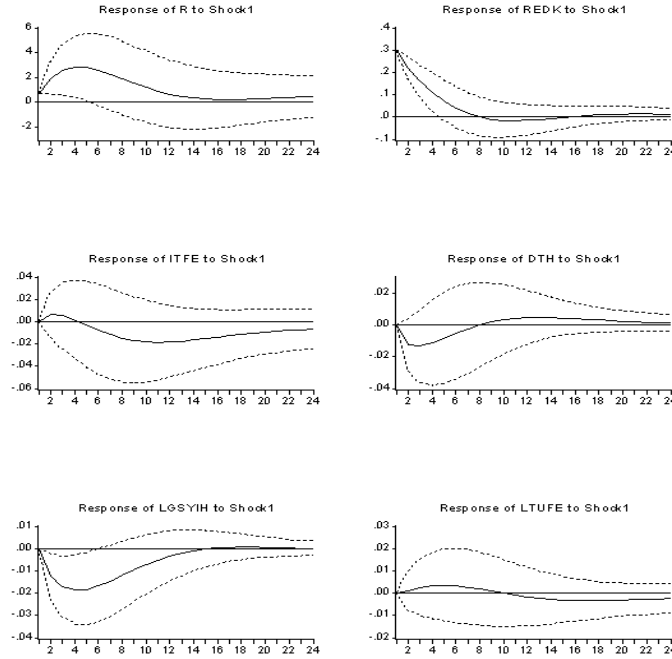 Response of R to Shock1
6
4
2
0
-2
2 4 6 8 10 12 14 16 18 20 22 24
Response of REDK to Shock1
.4
.3
.2
.1
.0
-.1
2 4 6 8 10 12 14 16 18 20 22 24
Response of ITFE to Shock1
.04
.02
.00
-.02
-.04
-.06
2 4 6 8 10 12 14 16 18 20 22 24
Response of DTH to Shock1
.02
.00
-.02
-.04
2 4 6 8 10 12 14 16 18 20 22 24
Response of LGSYIH to Shock1
.01
.00
-.01
-.02
-.03
-.04
2 4 6 8 10 12 14 16 18 20 22 24
Response of LTUFE to Shock1
.03
.02
.01
.00
-.01
-.02
2 4 6 8 10 12 14 16 18 20 22 24